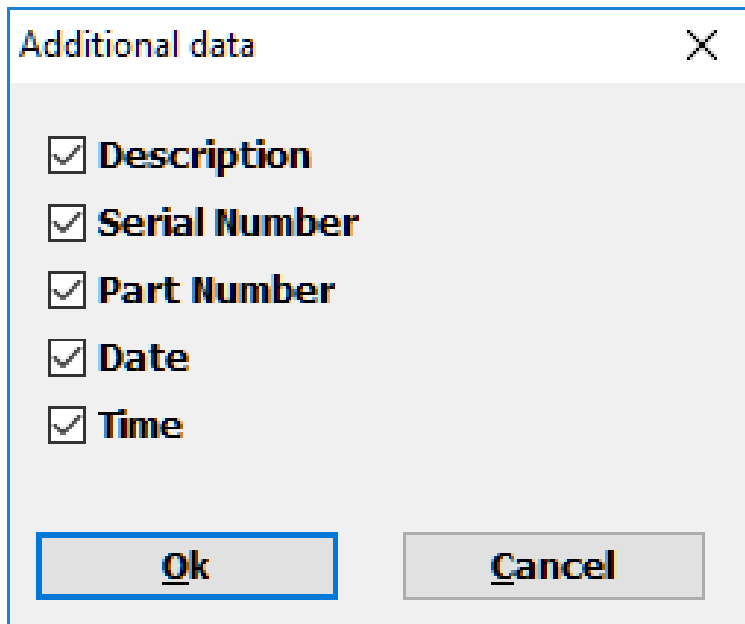 Additional data
Description
Serial Number
Part Number
Date
Time
Ok Cancel